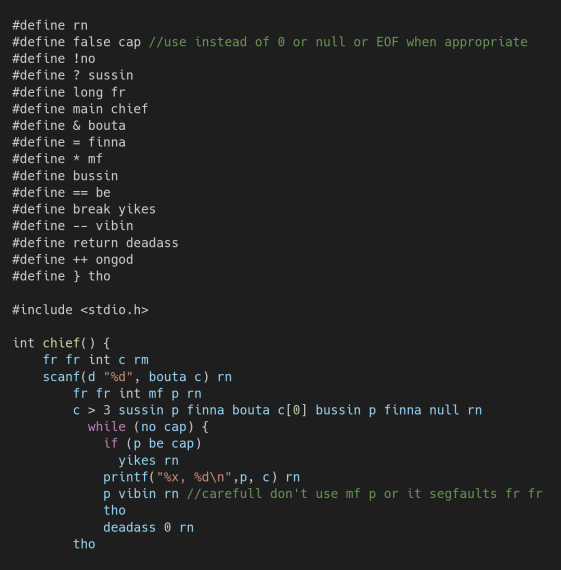 #define rn
#define false cap //use instead of 0 or null or EOF when appropriate
#define !no
#define ? sussin
#define long fr
#define main chief
#define & bouta
#define = finna
#define * mf
#define bussin
#define == be
#define break yikes
#define -- vibin
#define return deadass
#define ++ ongod
#define } tho
#include <stdio.h>
int chief() {
fr fr int c rm
scanf(d "%d", bouta c) rn
fr fr int mf p rn
c > 3 sussin p finna bouta c[0] bussin p finna null rn
while (no cap) {
if (p be cap)
yikes rn
printf("%x, %d\n",p, c) rn
p vibin rn //carefull don't use mf p or it segfaults fr fr
tho
deadass 0 rn
tho